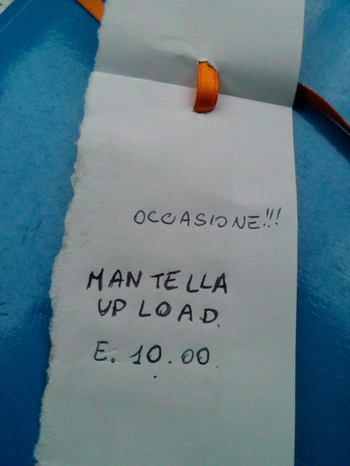 OCCASIONE!!!
MANTELLA
UPLOAD.
E. 10.00.